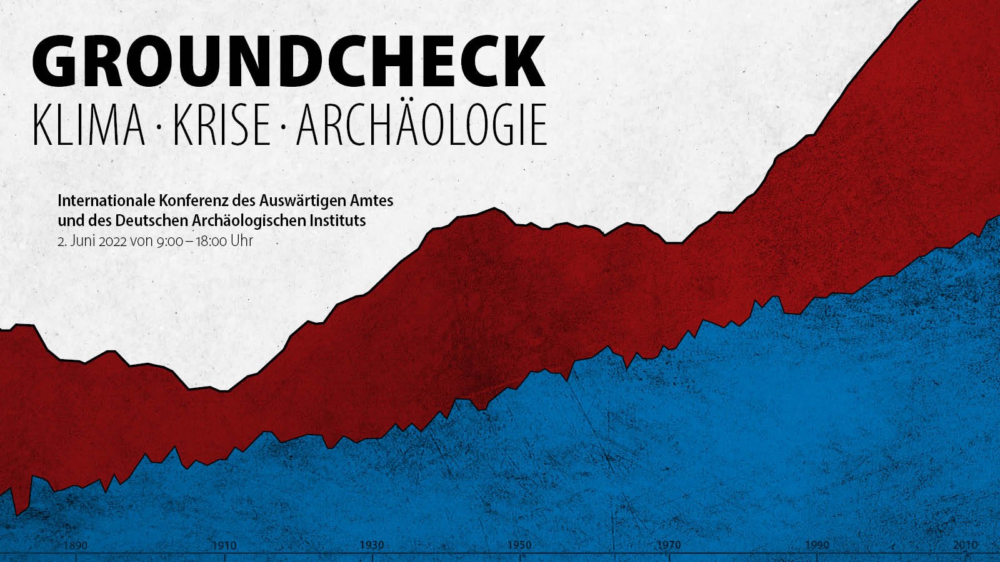 GROUNDCHECK
KLIMA · KRISE · ARCHÄOLOGIE
Internationale Konferenz des Auswärtigen Amtes
und des Deutschen Archäologischen Instituts
2. Juni 2022 von 9:00 – 18:00 Uhr
1890 1910 1930 1950 1970 1990 2010